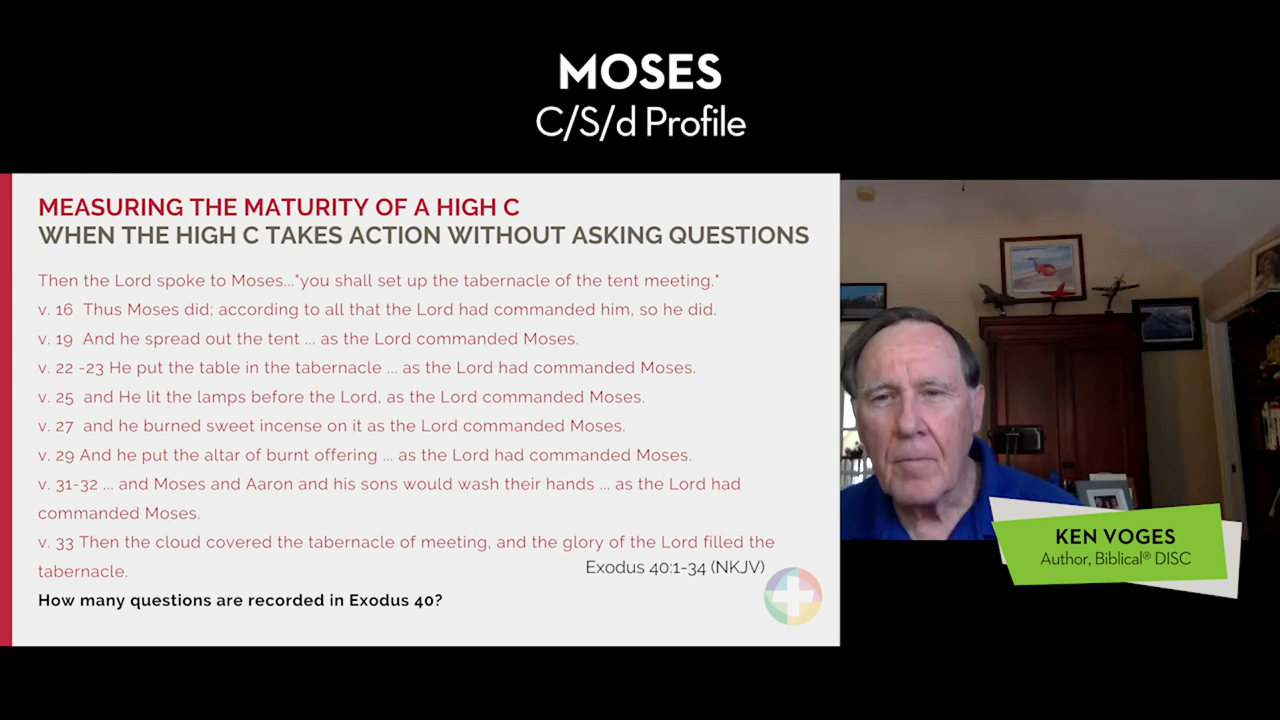 MOSES
C/S/d Profile
MEASURING THE MATURITY OF A HIGH C
WHEN THE HIGH C TAKES ACTION WITHOUT ASKING QUESTIONS
Then the Lord spoke to Moses..."you shall set up the tabernacle of the tent meeting."
v. 16 Thus Moses did; according to all that the Lord had commanded him, so he did.
v. 19 And he spread out the tent ... as the Lord commanded Moses.
v. 22 -23 He put the table in the tabernacle ... as the Lord had commanded Moses.
v. 25 and He lit the lamps before the Lord, as the Lord commanded Moses.
v. 27 and he burned sweet incense on it as the Lord commanded Moses.
v. 29 And he put the altar of burnt offering ... as the Lord had commanded Moses.
v. 31-32 ... and Moses and Aaron and his sons would wash their hands ... as the Lord had
commanded Moses.
v. 33 Then the cloud covered the tabernacle of meeting, and the glory of the Lord filled the
tabernacle.
Exodus 40:1-34 (NKJV)
How many questions are recorded in Exodus 40?
KEN VOGES
Author, Biblical® DISC